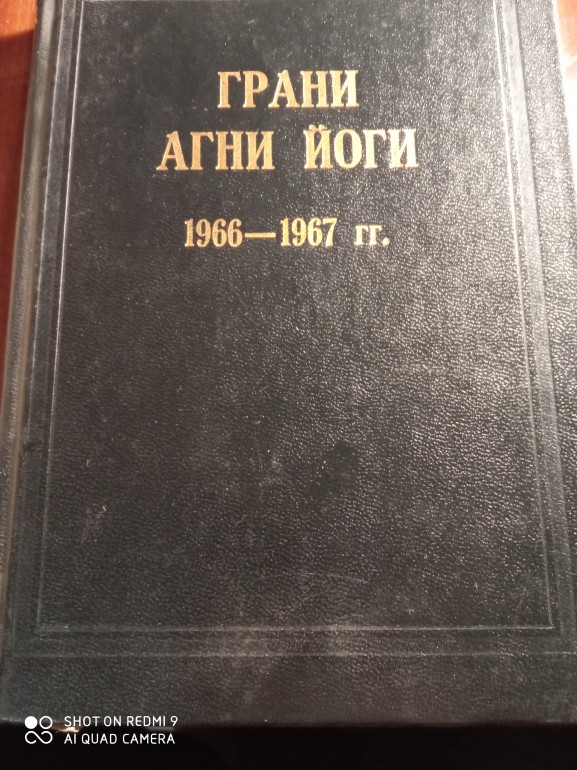 ГРАНИ
АГНИ ЙОГИ
1966—1967 гг.
SHOT ON REDMI 9
AI QUAD CAMERA